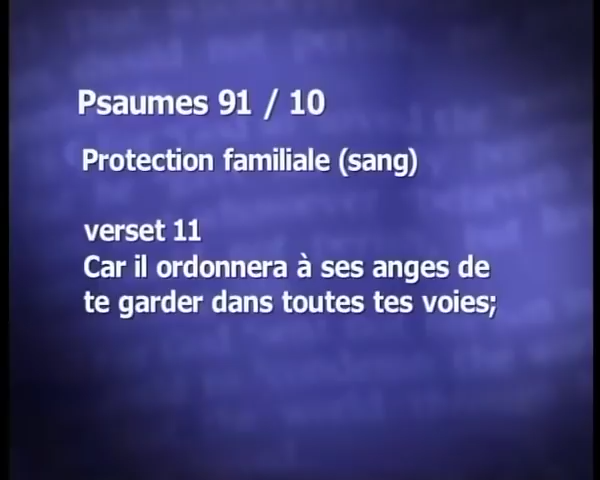 Psaumes 91 / 10
Protection familiale (sang)
verset 11
Car il ordonnera à ses anges de
te garder dans toutes tes voies;